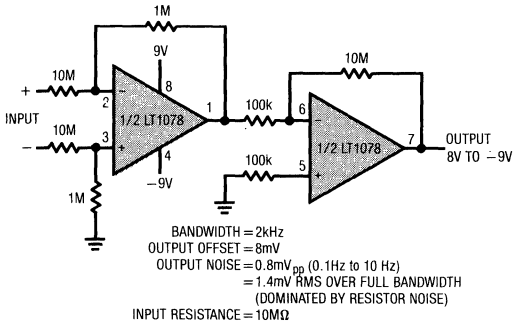 1M
9V
10M
10M
+
2
−
8
1
100k
6
−
INPUT
1/2 LT1078
1/2 LT1078
7
OUTPUT
8V TO −9V
−
10M
3
+
4
100k
5
+
1M
−9V
BANDWIDTH = 2kHz
OUTPUT OFFSET = 8mV
OUTPUT NOISE = 0.8mVpp (0.1Hz to 10 Hz)
= 1.4mV RMS OVER FULL BANDWIDTH
(DOMINATED BY RESISTOR NOISE)
INPUT RESISTANCE = 10MΩ